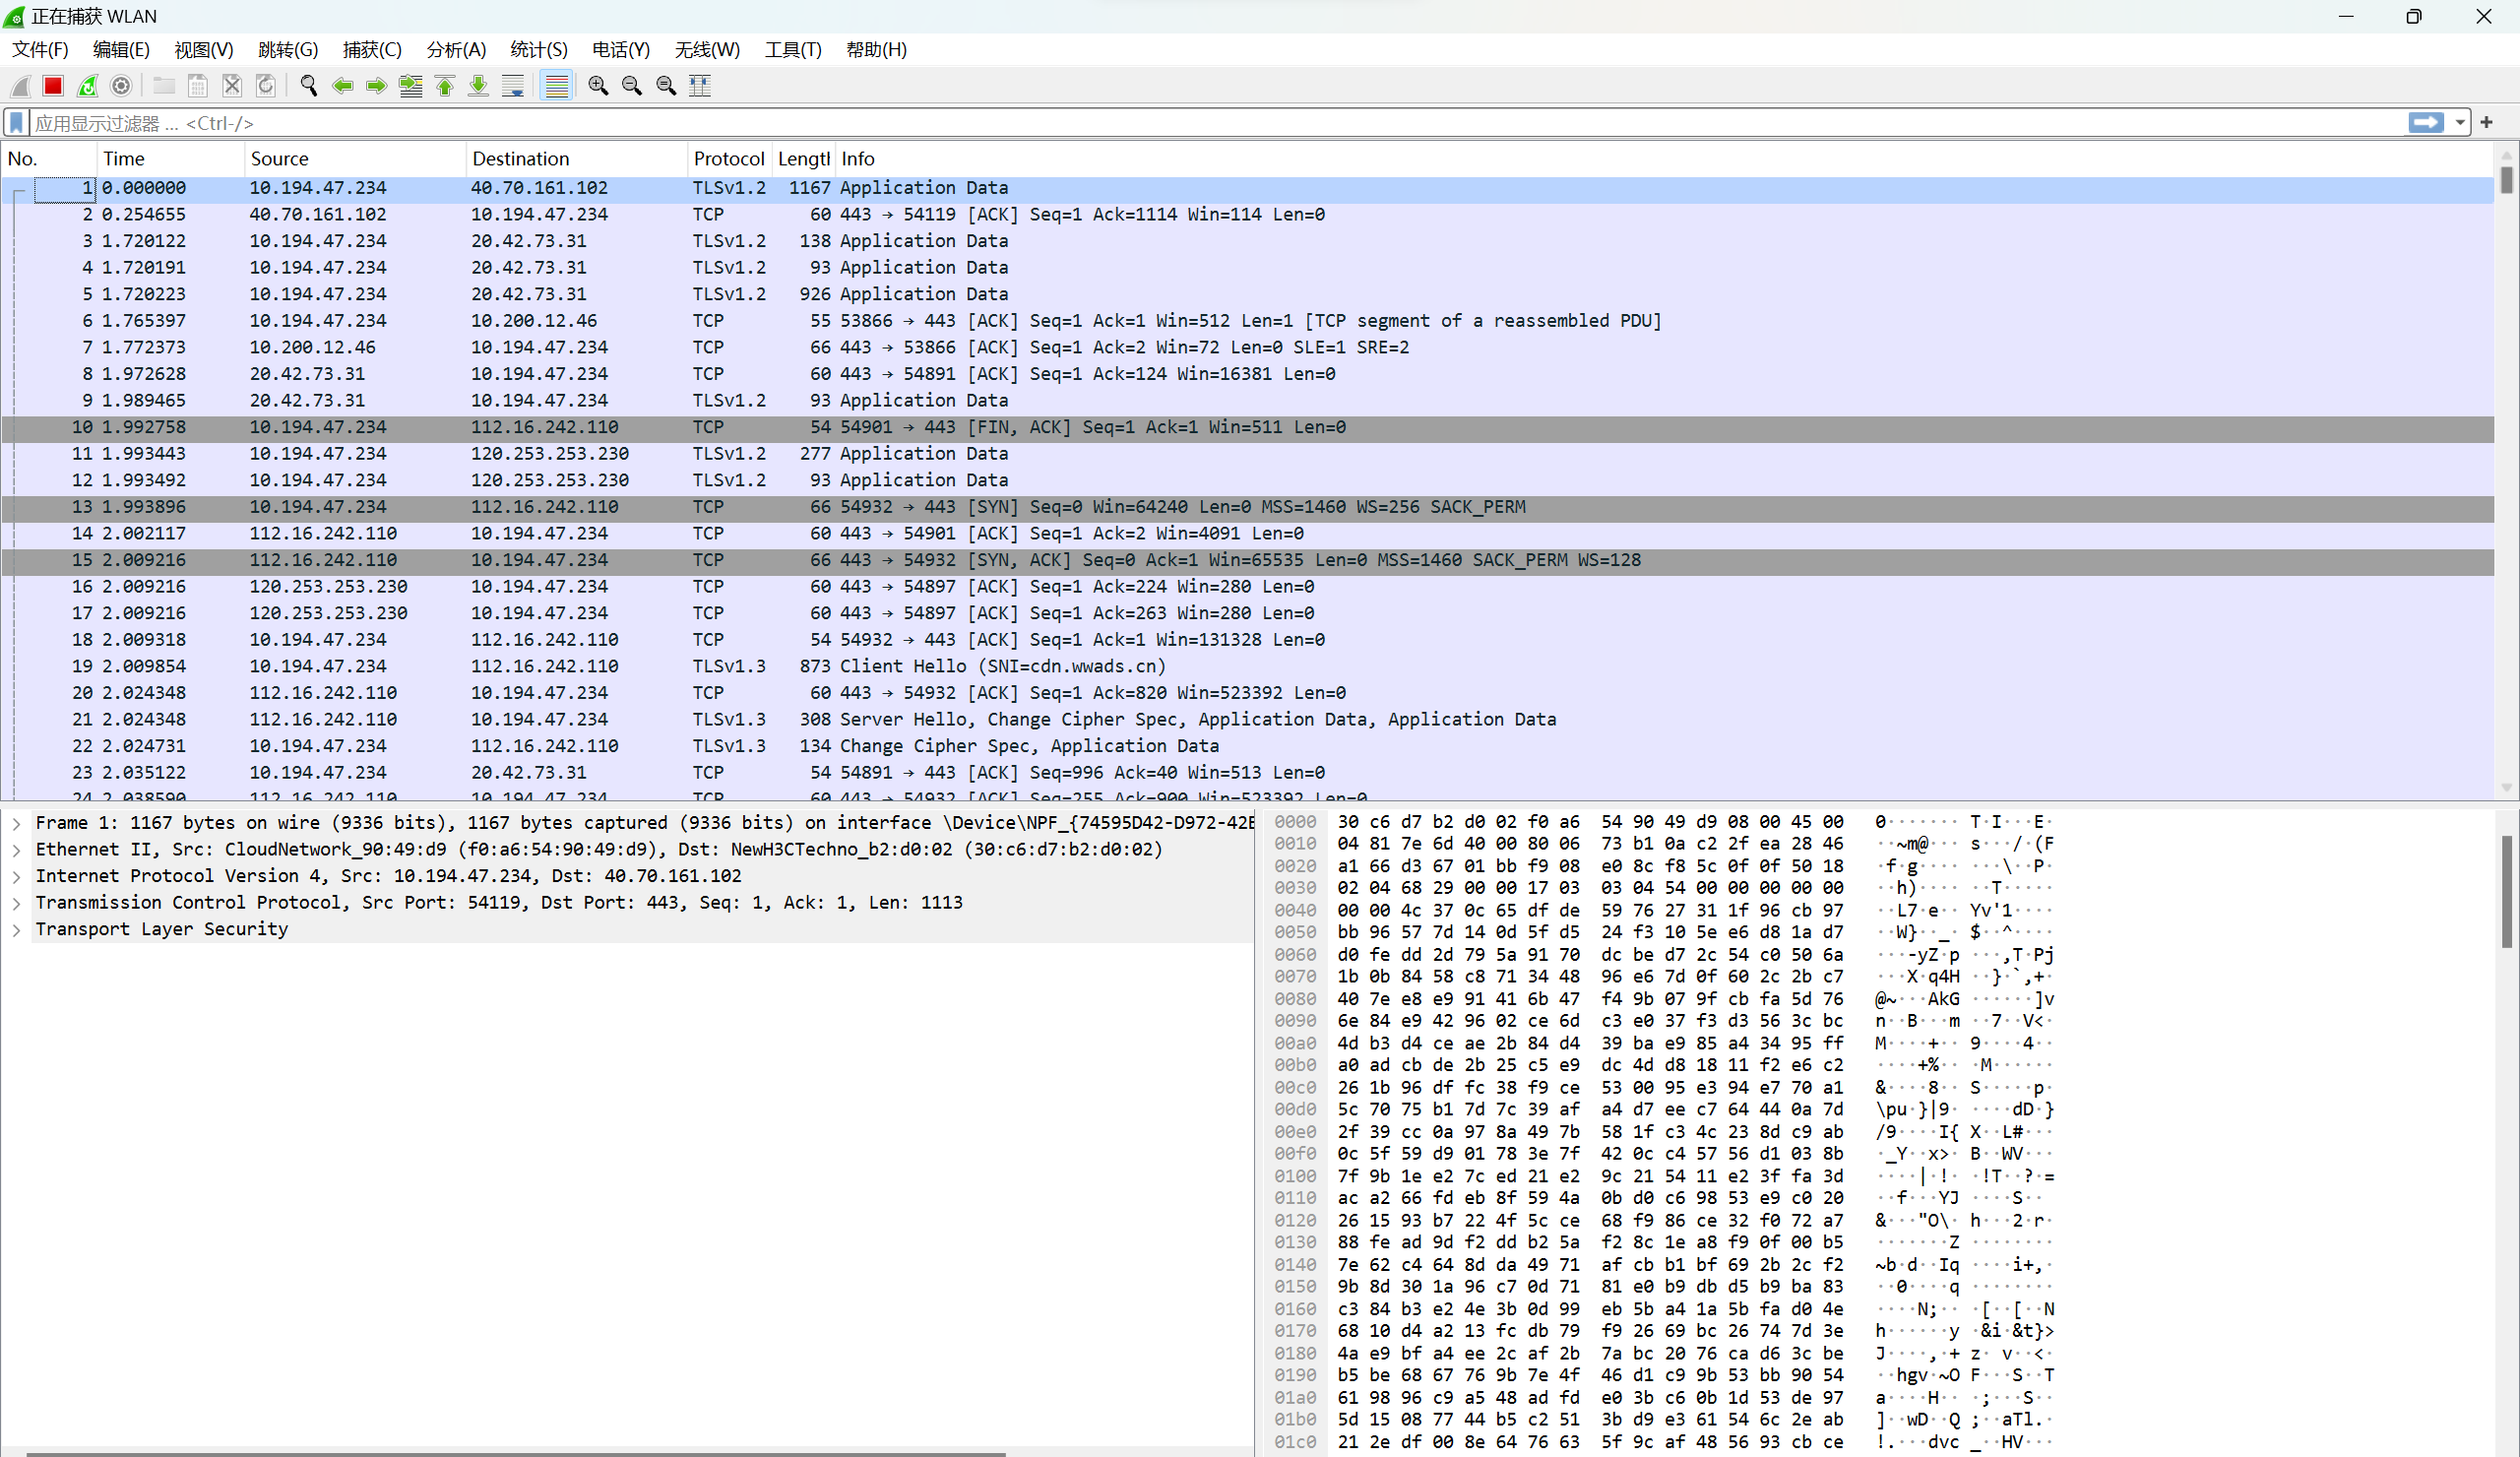 正在捕获 WLAN
文件(F) 编辑(E) 视图(V) 跳转(G) 捕获(C) 分析(A) 统计(S) 电话(Y) 无线(W) 工具(T) 帮助(H)
应用显示过滤器 … <Ctrl-/>
No. Time Source Destination Protocol Length Info
1 0.000000 10.194.47.234 40.70.161.102 TLSv1.2 1167 Application Data
2 0.254655 40.70.161.102 10.194.47.234 TCP 60 443 → 54119 [ACK] Seq=1 Ack=1114 Win=114 Len=0
3 1.720122 10.194.47.234 20.42.73.31 TLSv1.2 138 Application Data
4 1.720191 10.194.47.234 20.42.73.31 TLSv1.2 93 Application Data
5 1.720223 10.194.47.234 20.42.73.31 TLSv1.2 926 Application Data
6 1.765397 10.194.47.234 10.200.12.46 TCP 55 53866 → 443 [ACK] Seq=1 Ack=1 Win=512 Len=1 [TCP segment of a reassembled PDU]
7 1.772373 10.200.12.46 10.194.47.234 TCP 66 443 → 53866 [ACK] Seq=1 Ack=2 Win=72 Len=0 SLE=1 SRE=2
8 1.972628 20.42.73.31 10.194.47.234 TCP 60 443 → 54891 [ACK] Seq=1 Ack=124 Win=16381 Len=0
9 1.989465 20.42.73.31 10.194.47.234 TLSv1.2 93 Application Data
10 1.992758 10.194.47.234 112.16.242.110 TCP 54 54901 → 443 [FIN, ACK] Seq=1 Ack=1 Win=511 Len=0
11 1.993443 10.194.47.234 120.253.253.230 TLSv1.2 277 Application Data
12 1.993492 10.194.47.234 120.253.253.230 TLSv1.2 93 Application Data
13 1.993896 10.194.47.234 112.16.242.110 TCP 66 54932 → 443 [SYN] Seq=0 Win=64240 Len=0 MSS=1460 WS=256 SACK_PERM
14 2.002117 112.16.242.110 10.194.47.234 TCP 60 443 → 54901 [ACK] Seq=1 Ack=2 Win=4091 Len=0
15 2.009216 112.16.242.110 10.194.47.234 TCP 66 443 → 54932 [SYN, ACK] Seq=0 Ack=1 Win=65535 Len=0 MSS=1460 SACK_PERM WS=128
16 2.009216 120.253.253.230 10.194.47.234 TCP 60 443 → 54897 [ACK] Seq=1 Ack=224 Win=280 Len=0
17 2.009216 120.253.253.230 10.194.47.234 TCP 60 443 → 54897 [ACK] Seq=1 Ack=263 Win=280 Len=0
18 2.009318 10.194.47.234 112.16.242.110 TCP 54 54932 → 443 [ACK] Seq=1 Ack=1 Win=131328 Len=0
19 2.009854 10.194.47.234 112.16.242.110 TLSv1.3 873 Client Hello (SNI=cdn.wwads.cn)
20 2.024348 112.16.242.110 10.194.47.234 TCP 60 443 → 54932 [ACK] Seq=1 Ack=820 Win=523392 Len=0
21 2.024348 112.16.242.110 10.194.47.234 TLSv1.3 308 Server Hello, Change Cipher Spec, Application Data, Application Data
22 2.024731 10.194.47.234 112.16.242.110 TLSv1.3 134 Change Cipher Spec, Application Data
23 2.035122 10.194.47.234 20.42.73.31 TCP 54 54891 → 443 [ACK] Seq=996 Ack=40 Win=513 Len=0
24 2.038590 112.16.242.110 10.194.47.234 TCP 60 443 → 54932 [ACK] Seq=255 Ack=900 Win=523392 Len=0
Frame 1: 1167 bytes on wire (9336 bits), 1167 bytes captured (9336 bits) on interface \Device\NPF_{74595D42-D972-42E
Ethernet II, Src: CloudNetwork_90:49:d9 (f0:a6:54:90:49:d9), Dst: NewH3CTechno_b2:d0:02 (30:c6:d7:b2:d0:02)
Internet Protocol Version 4, Src: 10.194.47.234, Dst: 40.70.161.102
Transmission Control Protocol, Src Port: 54119, Dst Port: 443, Seq: 1, Ack: 1, Len: 1113
Transport Layer Security
0000 30 c6 d7 b2 d0 02 f0 a6 54 90 49 d9 08 00 45 00 0·······T·I···E·
0010 04 81 7e 6d 40 00 80 06 73 b1 0a c2 2f ea 28 46 ··~m@···s···/·(F
0020 a1 66 d3 67 01 bb f9 08 e0 8c f8 5c 0f 0f 50 18 ·f·g·······\··P·
0030 02 04 68 29 00 00 17 03 03 04 54 00 00 00 00 00 ··h)······T·····
0040 00 00 4c 37 0c 65 df de 59 76 27 31 1f 96 cb 97 ··L7·e··Yv'1····
0050 bb 96 57 7d 14 0d 5f d5 24 f3 10 5e e6 d8 1a d7 ··W}··_·$··^····
0060 d0 fe dd 2d 79 5a 91 70 dc be d7 2c 54 c0 50 6a ···-yZ·p···,T·Pj
0070 1b 0b 84 58 c8 71 34 48 96 e6 7d 0f 60 2c 2b c7 ···X·q4H··}·`,+·
0080 40 7e e8 e9 91 41 6b 47 f4 9b 07 9f cb fa 5d 76 @~···AkG······]v
0090 6e 84 e9 42 96 02 ce 6d c3 e0 37 f3 d3 56 3c bc n··B···m··7··V<·
00a0 4d b3 d4 ce ae 2b 84 d4 39 ba e9 85 a4 34 95 ff M····+··9····4··
00b0 a0 ad cb de 2b 25 c5 e9 dc 4d d8 18 11 f2 e6 c2 ····+%···M······
00c0 26 1b 96 df fc 38 f9 ce 53 00 95 e3 94 e7 70 a1 &····8··S·····p·
00d0 5c 70 75 b1 7d 7c 39 af a4 d7 ee c7 64 44 0a 7d \pu·}|9·····dD·}
00e0 2f 39 cc 0a 97 8a 49 7b 58 1f c3 4c 23 8d c9 ab /9····I{X··L#···
00f0 0c 5f 59 d9 01 78 3e 7f 42 0c c4 57 56 d1 03 8b ·_Y··x>·B··WV···
0100 7f 9b 1e e2 7c ed 21 e2 9c 21 54 11 e2 3f fa 3d ····|·!··!T··?·=
0110 ac a2 66 fd eb 8f 59 4a 0b d0 c6 98 53 e9 c0 20 ··f···YJ····S··
0120 26 15 93 b7 22 4f 5c ce 68 f9 86 ce 32 f0 72 a7 &···"O\·h···2·r·
0130 88 fe ad 9d f2 dd b2 5a f2 8c 1e a8 f9 0f 00 b5 ·······Z········
0140 7e 62 c4 64 8d da 49 71 af cb b1 bf 69 2b 2c f2 ~b·d··Iq····i+,·
0150 9b 8d 30 1a 96 c7 0d 71 81 e0 b9 db d5 b9 ba 83 ··0····q········
0160 c3 84 b3 e2 4e 3b 0d 99 eb 5b a4 1a 5b fa d0 4e ····N;···[··[··N
0170 68 10 d4 a2 13 fc db 79 f9 26 69 bc 26 74 7d 3e h······y·&i·&t}>
0180 4a e9 bf a4 ee 2c af 2b 7a bc 20 76 ca d6 3c be J····,·+z· v··<·
0190 b5 be 68 67 76 9b 7e 4f 46 d1 c9 9b 53 bb 90 54 ··hgv·~OF···S··T
01a0 61 98 96 c9 a5 48 ad fd e0 3b c6 0b 1d 53 de 97 a····H···;···S··
01b0 5d 15 08 77 44 b5 c2 51 3b d9 e3 61 54 6c 2e ab ]··wD··Q;··aTl.·
01c0 21 2e df 00 8e 64 76 63 5f 9c af 48 56 93 cb ce !.···dvc_··HV···